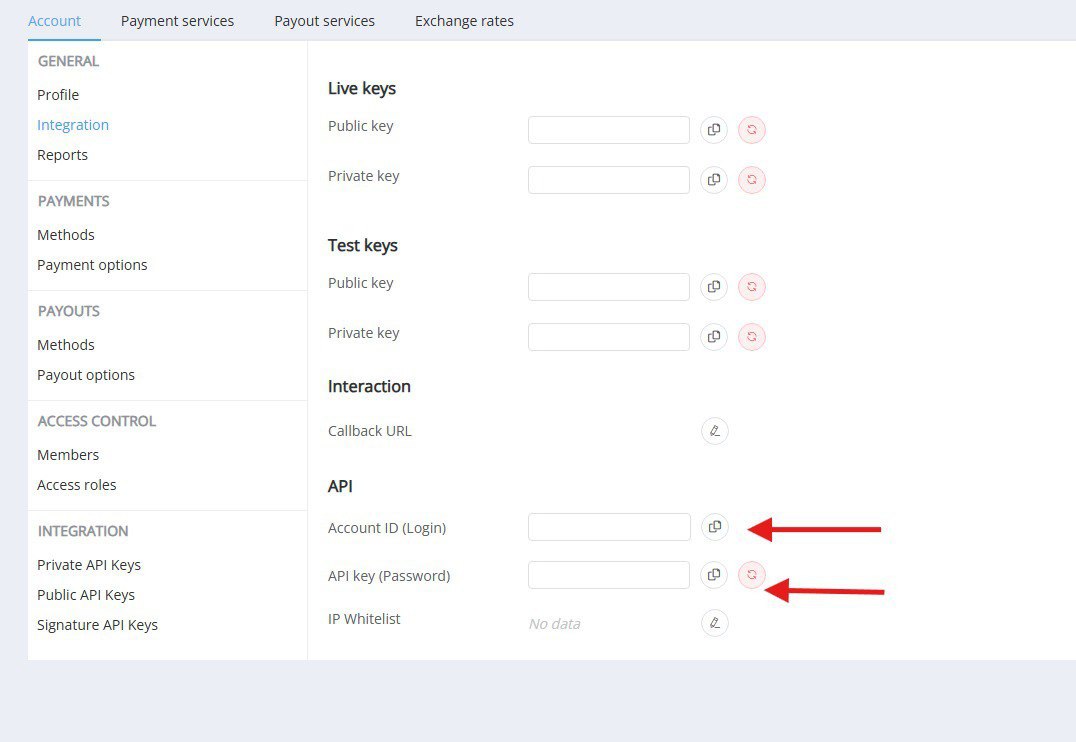 Account Payment services Payout services Exchange rates
GENERAL
Profile
Integration
Reports
PAYMENTS
Methods
Payment options
PAYOUTS
Methods
Payout options
ACCESS CONTROL
Members
Access roles
INTEGRATION
Private API Keys
Public API Keys
Signature API Keys
Live keys
Public key
Private key
Test keys
Public key
Private key
Interaction
Callback URL
API
Account ID (Login)
API key (Password)
IP Whitelist No data